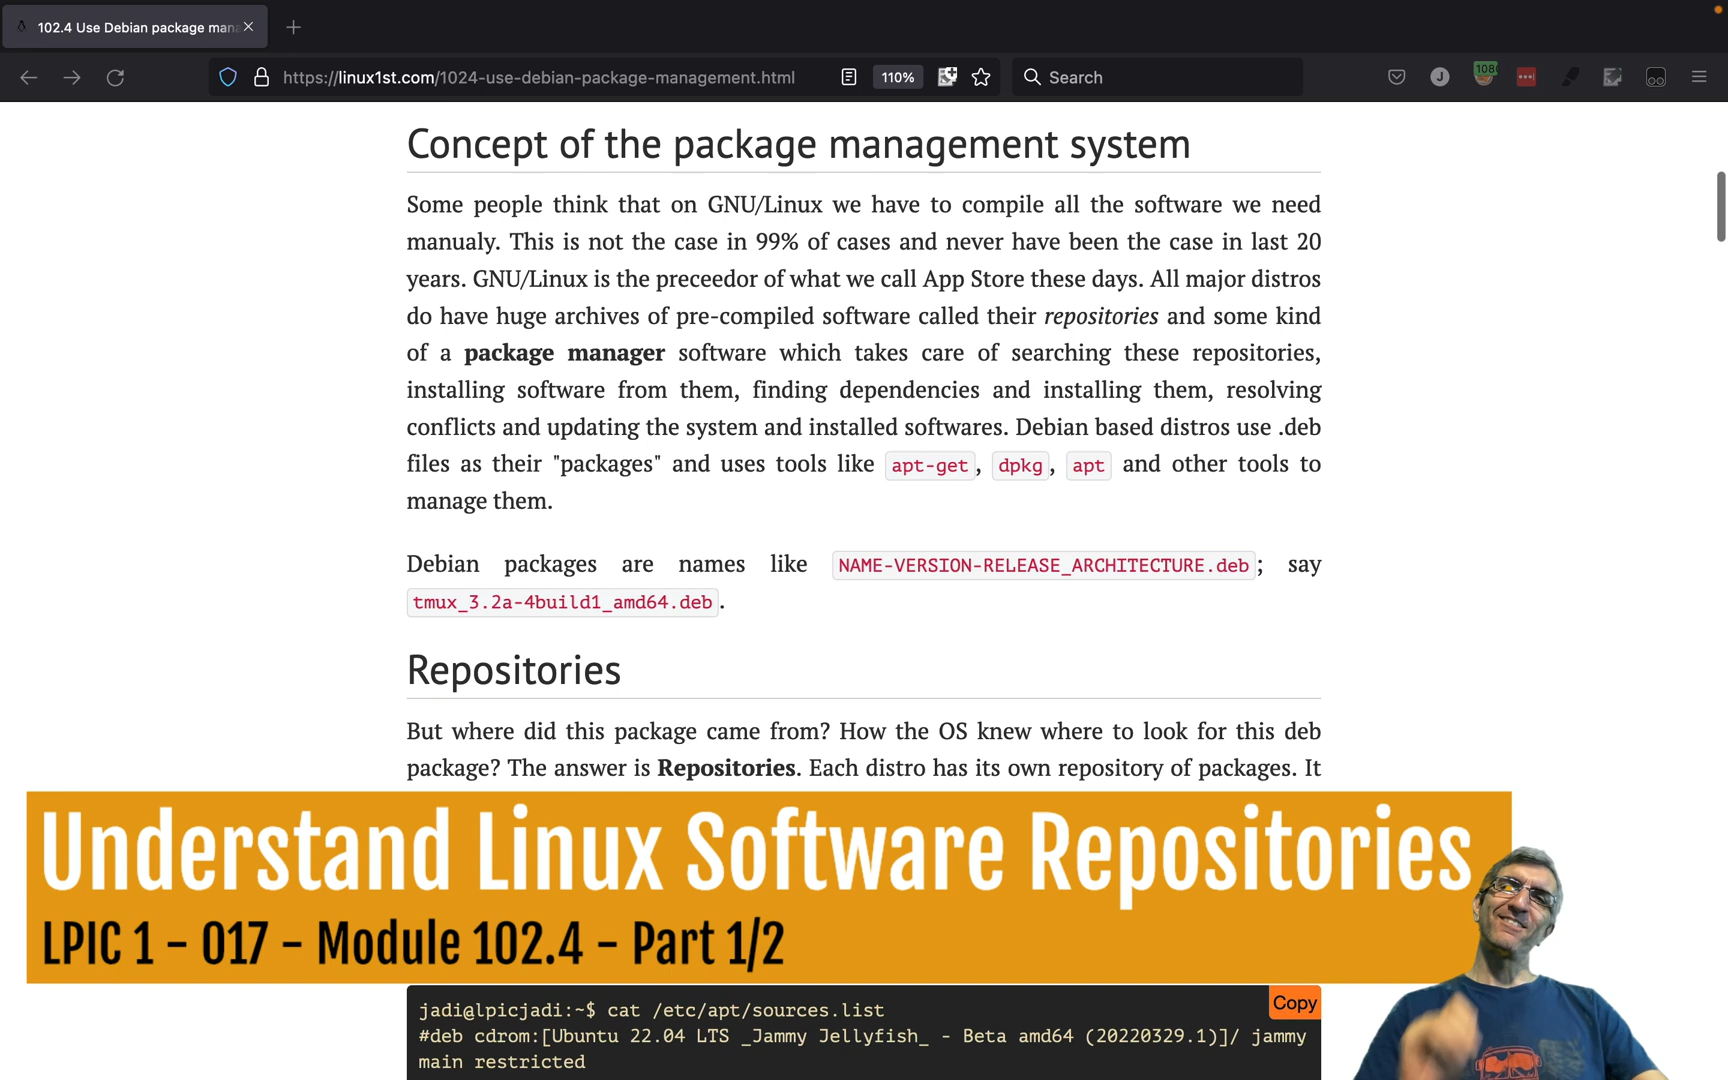 102.4 Use Debian package mana
https://linux1st.com/1024-use-debian-package-management.html
110%
Search
J
108
Concept of the package management system
Some people think that on GNU/Linux we have to compile all the software we need
manualy. This is not the case in 99% of cases and never have been the case in last 20
years. GNU/Linux is the preceedor of what we call App Store these days. All major distros
do have huge archives of pre-compiled software called their repositories and some kind
of a package manager software which takes care of searching these repositories,
installing software from them, finding dependencies and installing them, resolving
conflicts and updating the system and installed softwares. Debian based distros use .deb
files as their "packages" and uses tools like apt-get, dpkg, apt and other tools to
manage them.
Debian packages are names like NAME-VERSION-RELEASE_ARCHITECTURE.deb; say
tmux_3.2a-4build1_amd64.deb.
Repositories
But where did this package came from? How the OS knew where to look for this deb
package? The answer is Repositories. Each distro has its own repository of packages. It
Understand Linux Software Repositories
LPIC 1 - 017 - Module 102.4 - Part 1/2
Copy
jadi@lpicjadi:~$ cat /etc/apt/sources.list
#deb cdrom:[Ubuntu 22.04 LTS _Jammy Jellyfish_ - Beta amd64 (20220329.1)]/ jammy
main restricted